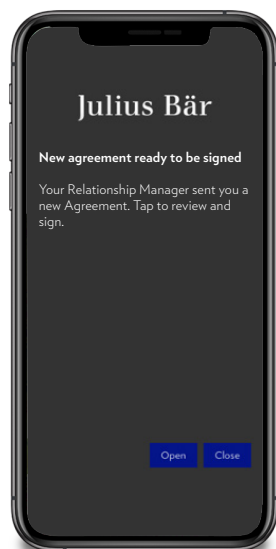 Julius Bär
New agreement ready to be signed
Your Relationship Manager sent you a
new Agreement. Tap to review and
sign.
Open Close